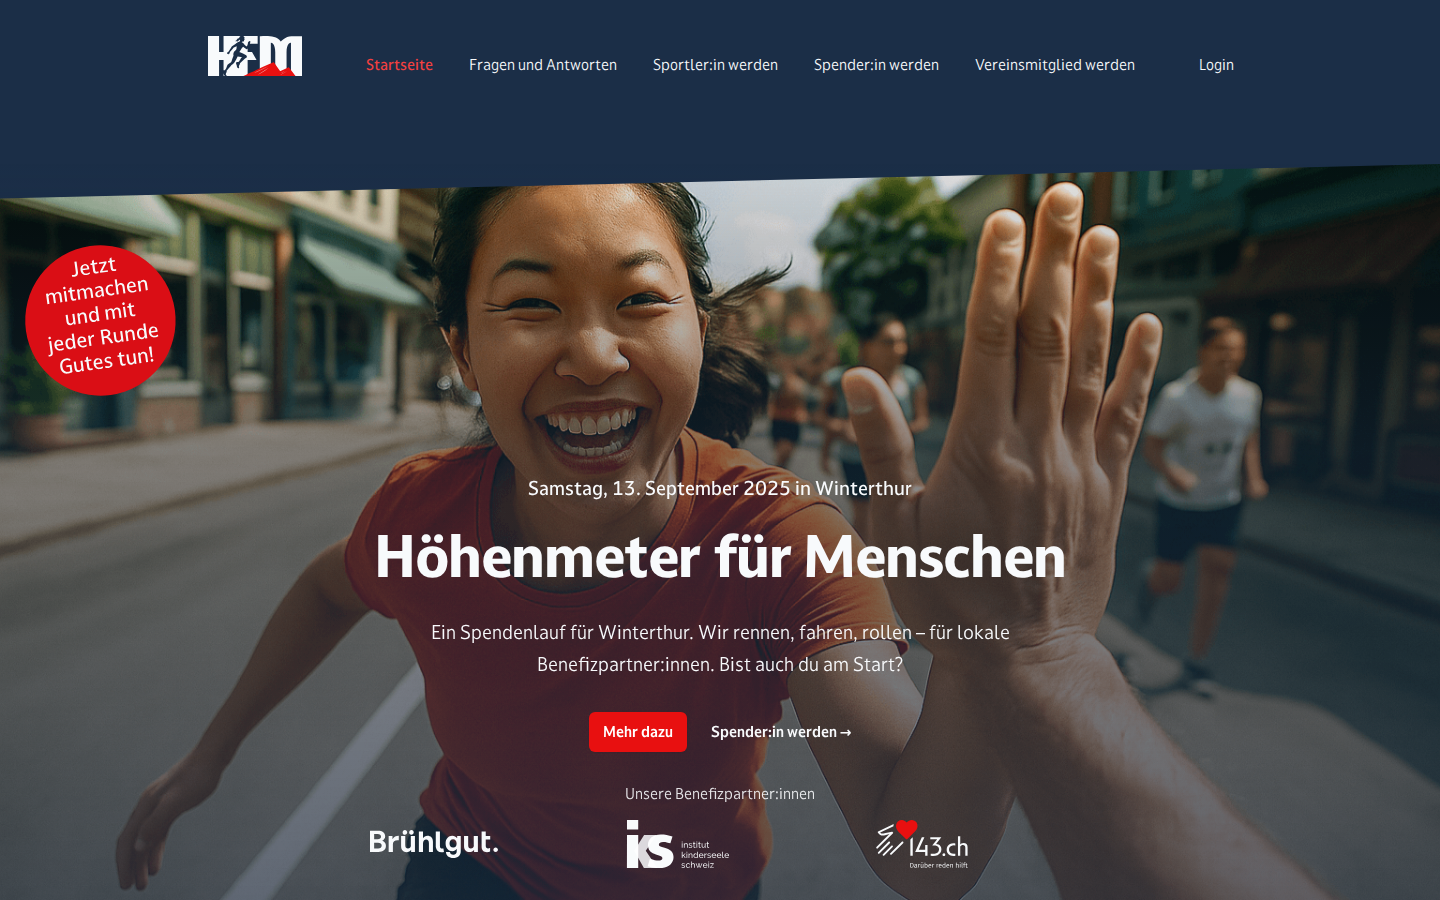 HFM
Startseite
Fragen und Antworten
Sportler:in werden
Spender:in werden
Vereinsmitglied werden
Login
Jetzt
mitmachen
und mit
jeder Runde
Gutes tun!
Samstag, 13. September 2025 in Winterthur
Höhenmeter für Menschen
Ein Spendenlauf für Winterthur. Wir rennen, fahren, rollen – für lokale
Benefizpartner:innen. Bist auch du am Start?
Mehr dazu
Spender:in werden →
Unsere Benefizpartner:innen
Brühlgut.
iks
institut
kinderseele
schweiz
143.ch
Darüber reden hilft